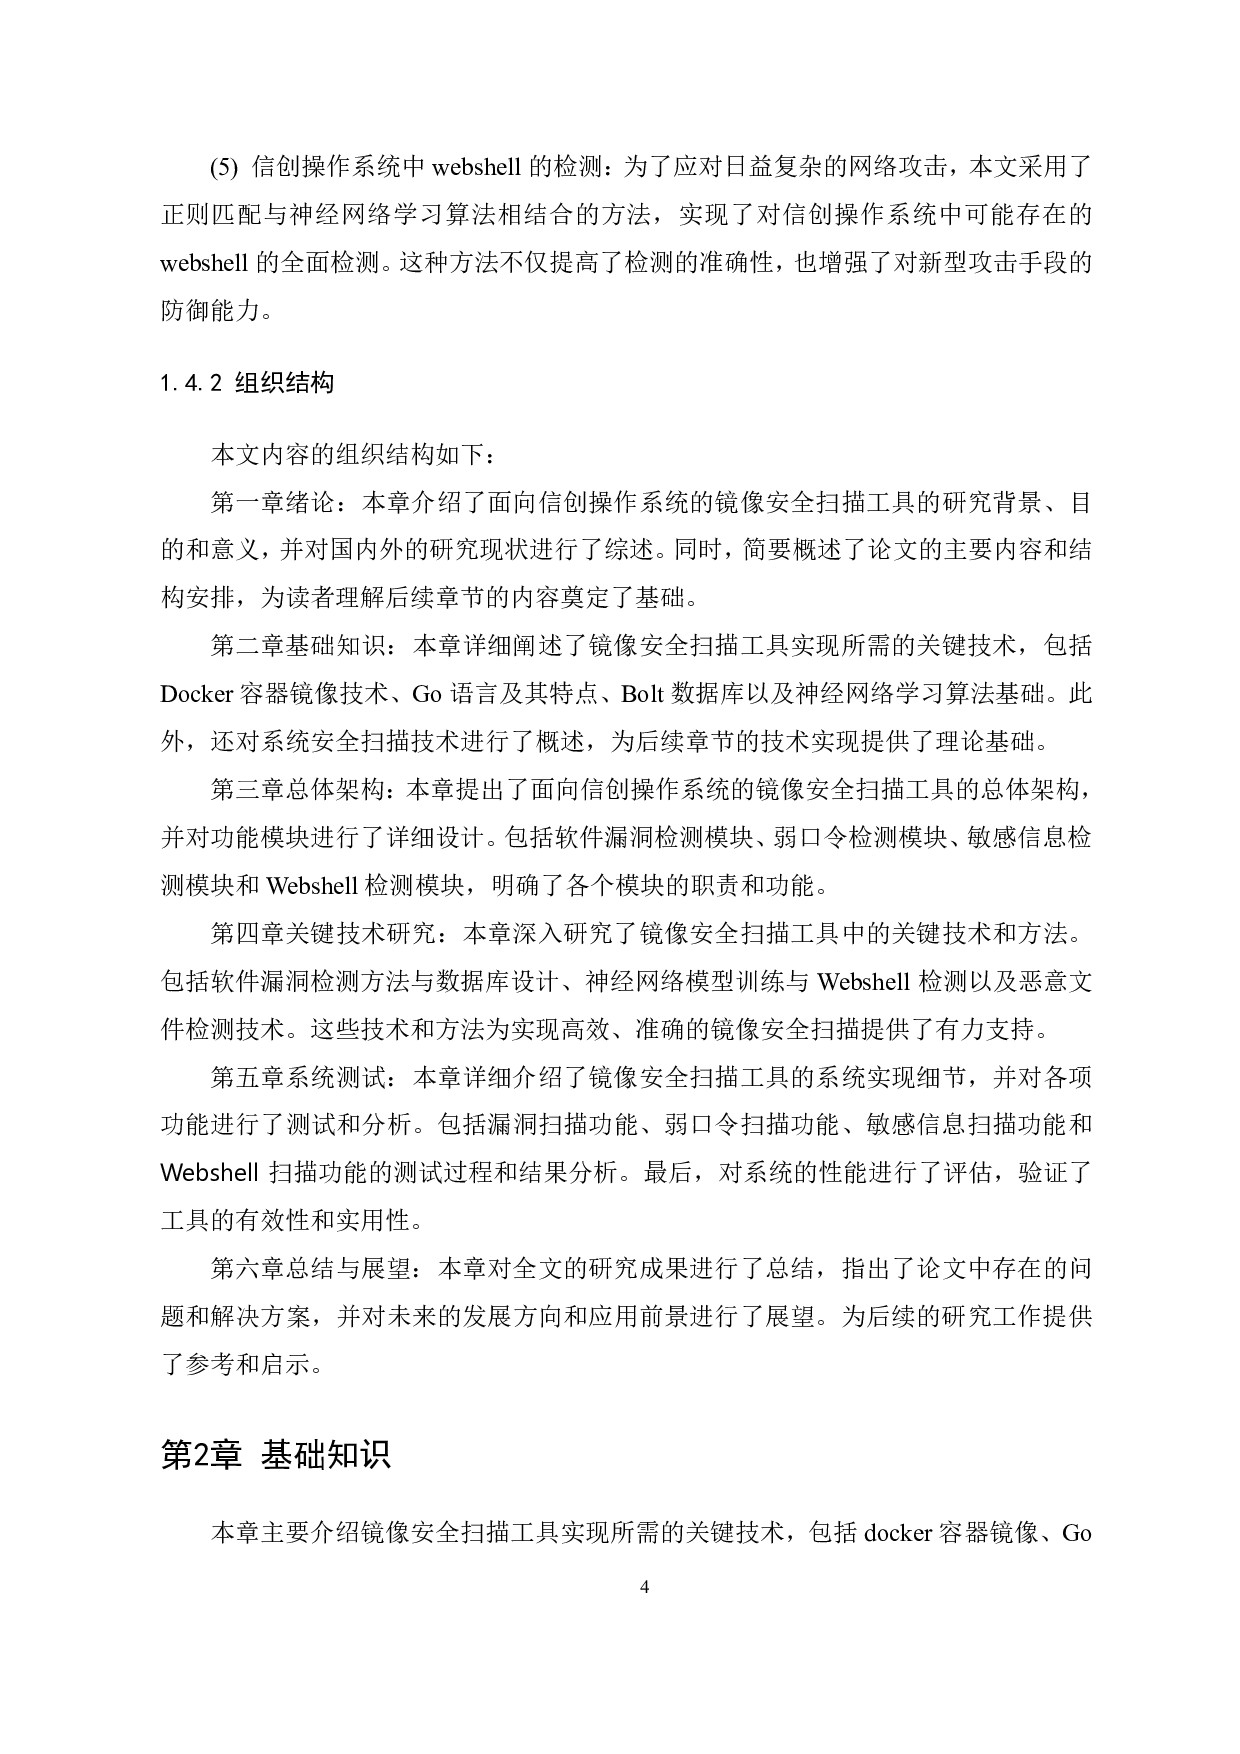 (5) 信创操作系统中 webshell 的检测：为了应对日益复杂的网络攻击，本文采用了
正则匹配与神经网络学习算法相结合的方法，实现了对信创操作系统中可能存在的
webshell 的全面检测。这种方法不仅提高了检测的准确性，也增强了对新型攻击手段的
防御能力。
1.4.2 组织结构
本文内容的组织结构如下：
第一章绪论：本章介绍了面向信创操作系统的镜像安全扫描工具的研究背景、目
的和意义，并对国内外的研究现状进行了综述。同时，简要概述了论文的主要内容和结
构安排，为读者理解后续章节的内容奠定了基础。
第二章基础知识：本章详细阐述了镜像安全扫描工具实现所需的关键技术，包括
Docker 容器镜像技术、Go 语言及其特点、Bolt 数据库以及神经网络学习算法基础。此
外，还对系统安全扫描技术进行了概述，为后续章节的技术实现提供了理论基础。
第三章总体架构：本章提出了面向信创操作系统的镜像安全扫描工具的总体架构，
并对功能模块进行了详细设计。包括软件漏洞检测模块、弱口令检测模块、敏感信息检
测模块和 Webshell 检测模块，明确了各个模块的职责和功能。
第四章关键技术研究：本章深入研究了镜像安全扫描工具中的关键技术和方法。
包括软件漏洞检测方法与数据库设计、神经网络模型训练与 Webshell 检测以及恶意文
件检测技术。这些技术和方法为实现高效、准确的镜像安全扫描提供了有力支持。
第五章系统测试：本章详细介绍了镜像安全扫描工具的系统实现细节，并对各项
功能进行了测试和分析。包括漏洞扫描功能、弱口令扫描功能、敏感信息扫描功能和
Webshell 扫描功能的测试过程和结果分析。最后，对系统的性能进行了评估，验证了
工具的有效性和实用性。
第六章总结与展望：本章对全文的研究成果进行了总结，指出了论文中存在的问
题和解决方案，并对未来的发展方向和应用前景进行了展望。为后续的研究工作提供
了参考和启示。
第2章 基础知识
本章主要介绍镜像安全扫描工具实现所需的关键技术，包括 docker 容器镜像、Go
4